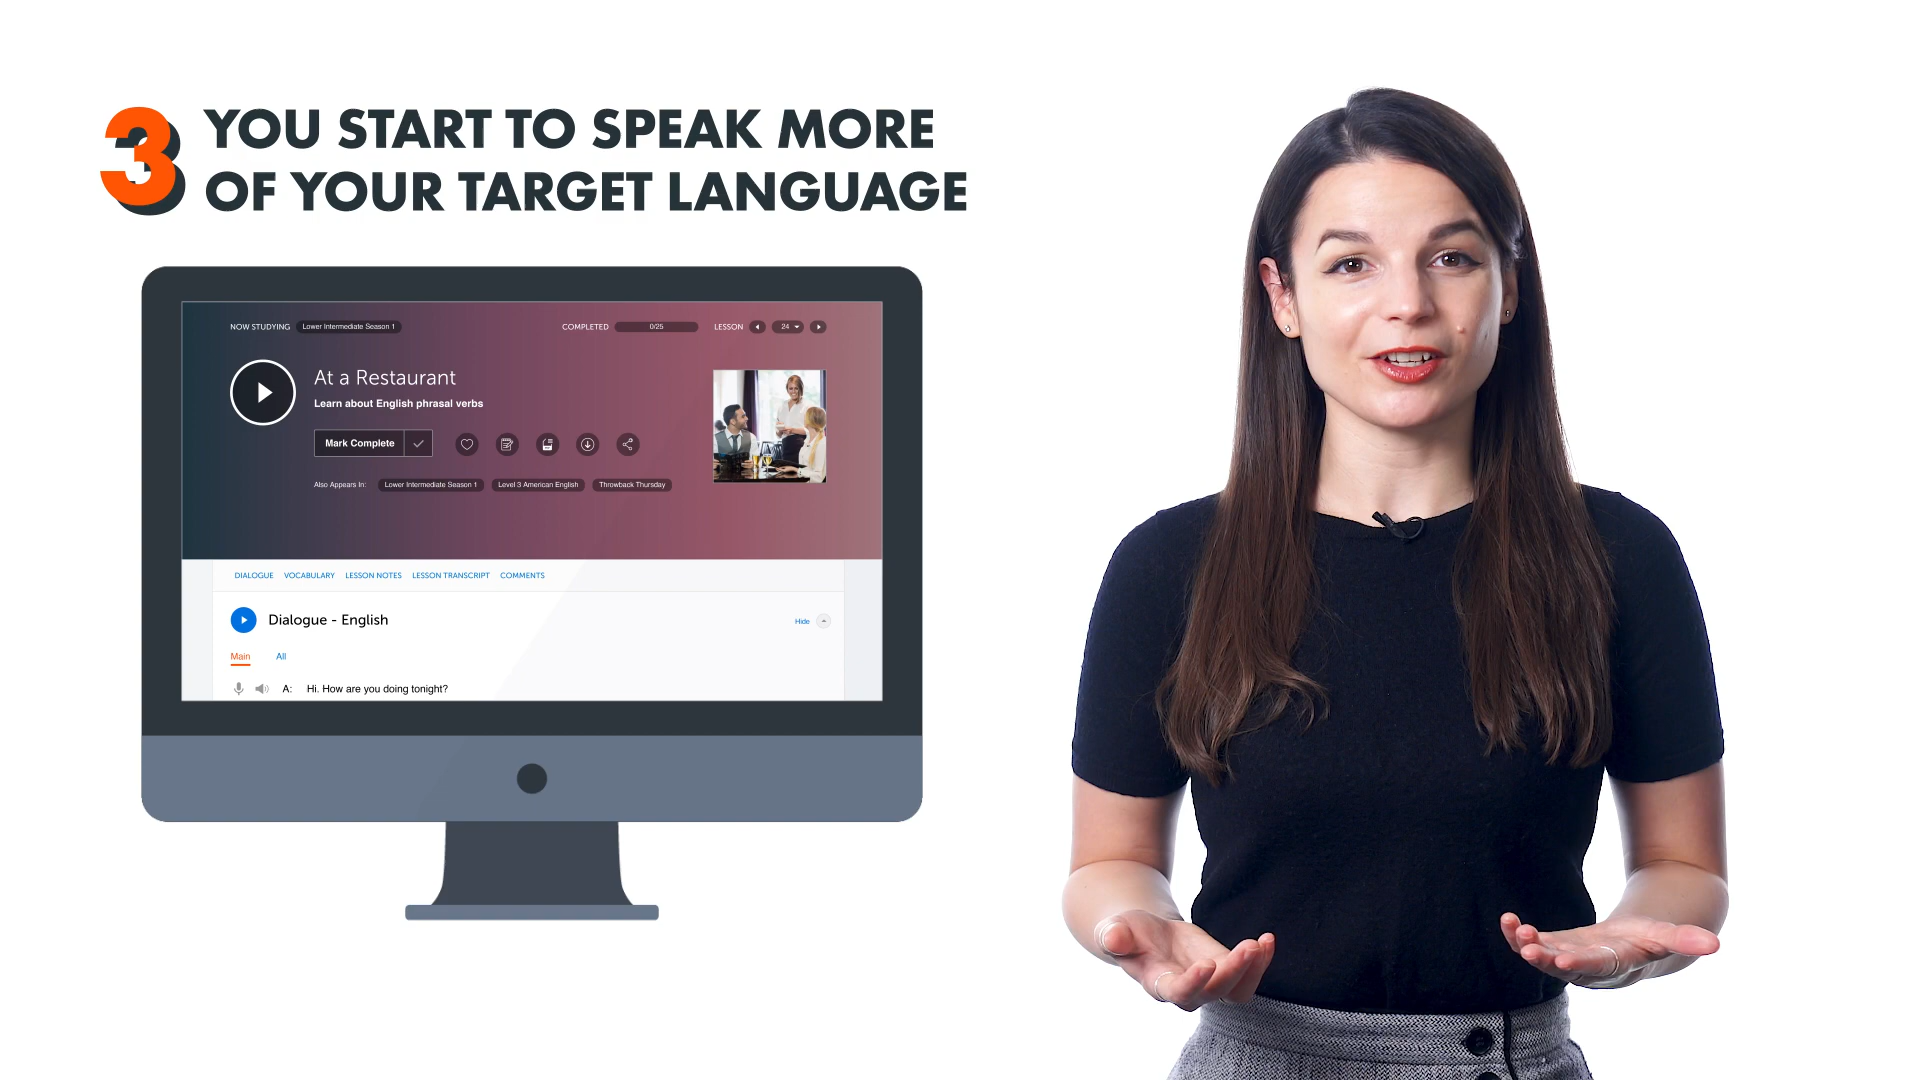 3 YOU START TO SPEAK MORE
OF YOUR TARGET LANGUAGE
NOW STUDYING Lower Intermediate Season 1 COMPLETED 0/25 LESSON 24
At a Restaurant
Learn about English phrasal verbs
Mark Complete
Also Appears In: Lower Intermediate Season 1 Level 3 American English Throwback Thursday
DIALOGUE VOCABULARY LESSON NOTES LESSON TRANSCRIPT COMMENTS
Dialogue - English Hide
Main All
A: Hi. How are you doing tonight?